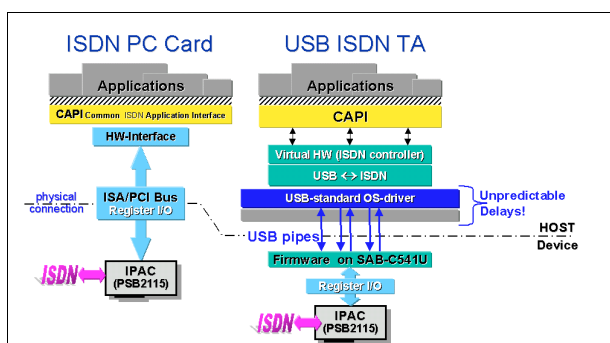 ISDN PC Card
Applications
CAPI Common ISDN Application Interface
HW-Interface
physical
connection
ISA/PCI Bus
Register I/O
ISDN
IPAC
(PSB2115)
USB ISDN TA
Applications
CAPI
Virtual HW (ISDN controller)
USB ↔ ISDN
USB-standard OS-driver
Unpredictable
Delays!
USB pipes
HOST
Device
Firmware on SAB-C541U
Register I/O
ISDN
IPAC
(PSB2115)